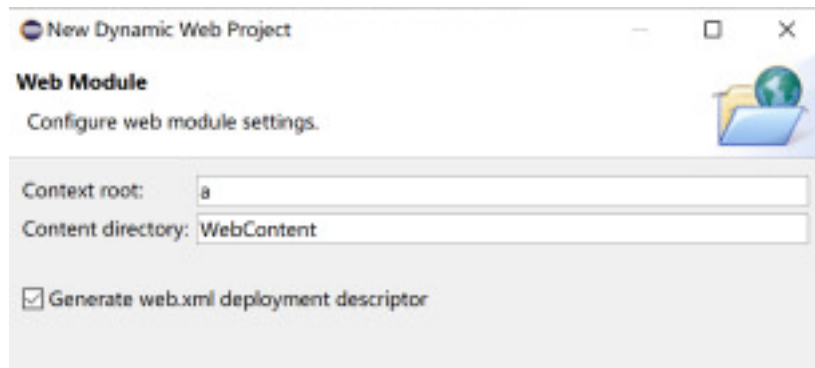 New Dynamic Web Project
Web Module
Configure web module settings.
Context root: a
Content directory: WebContent
Generate web.xml deployment descriptor